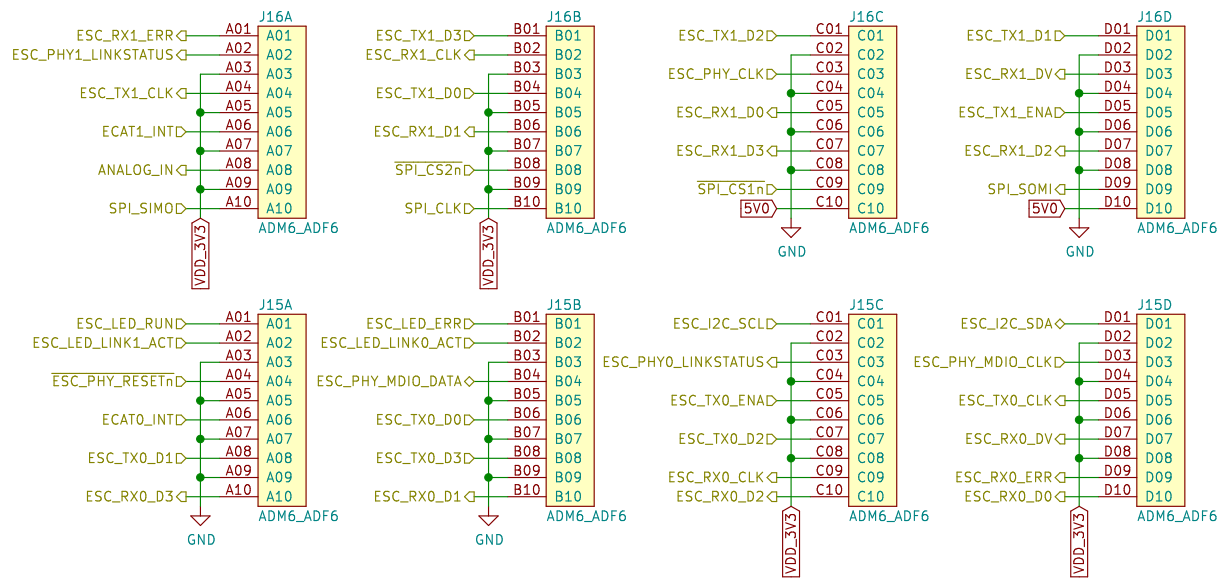 J16A
ESC_RX1_ERR A01 A01
ESC_PHY1_LINKSTATUS A02 A02
A03 A03
ESC_TX1_CLK A04 A04
A05 A05
ECAT1_INT A06 A06
A07 A07
ANALOG_IN A08 A08
A09 A09
SPI_SIMO A10 A10
ADM6_ADF6
VDD_3V3
J16B
ESC_TX1_D3 B01 B01
ESC_RX1_CLK B02 B02
B03 B03
ESC_TX1_D0 B04 B04
B05 B05
ESC_RX1_D1 B06 B06
B07 B07
SPI_CS2n B08 B08
B09 B09
SPI_CLK B10 B10
ADM6_ADF6
VDD_3V3
J16C
ESC_TX1_D2 C01 C01
C02 C02
ESC_PHY_CLK C03 C03
C04 C04
ESC_RX1_D0 C05 C05
C06 C06
ESC_RX1_D3 C07 C07
C08 C08
SPI_CS1n C09 C09
5V0 C10 C10
ADM6_ADF6
GND
J16D
ESC_TX1_D1 D01 D01
D02 D02
ESC_RX1_DV D03 D03
D04 D04
ESC_TX1_ENA D05 D05
D06 D06
ESC_RX1_D2 D07 D07
D08 D08
SPI_SOMI D09 D09
5V0 D10 D10
ADM6_ADF6
GND
J15A
ESC_LED_RUN A01 A01
ESC_LED_LINK1_ACT A02 A02
A03 A03
ESC_PHY_RESETn A04 A04
A05 A05
ECAT0_INT A06 A06
A07 A07
ESC_TX0_D1 A08 A08
A09 A09
ESC_RX0_D3 A10 A10
ADM6_ADF6
GND
J15B
ESC_LED_ERR B01 B01
ESC_LED_LINK0_ACT B02 B02
B03 B03
ESC_PHY_MDIO_DATA B04 B04
B05 B05
ESC_TX0_D0 B06 B06
B07 B07
ESC_TX0_D3 B08 B08
B09 B09
ESC_RX0_D1 B10 B10
ADM6_ADF6
GND
J15C
ESC_I2C_SCL C01 C01
C02 C02
ESC_PHY0_LINKSTATUS C03 C03
C04 C04
ESC_TX0_ENA C05 C05
C06 C06
ESC_TX0_D2 C07 C07
C08 C08
ESC_RX0_CLK C09 C09
ESC_RX0_D2 C10 C10
ADM6_ADF6
VDD_3V3
J15D
ESC_I2C_SDA D01 D01
D02 D02
ESC_PHY_MDIO_CLK D03 D03
D04 D04
ESC_TX0_CLK D05 D05
D06 D06
ESC_RX0_DV D07 D07
D08 D08
ESC_RX0_ERR D09 D09
ESC_RX0_D0 D10 D10
ADM6_ADF6
VDD_3V3